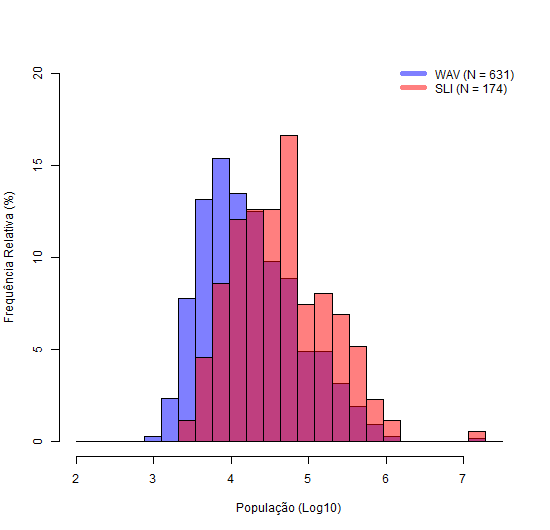 WAV (N = 631)
SLI (N = 174)
Frequência Relativa (%)
20
15
10
5
0
2 3 4 5 6 7
População (Log10)